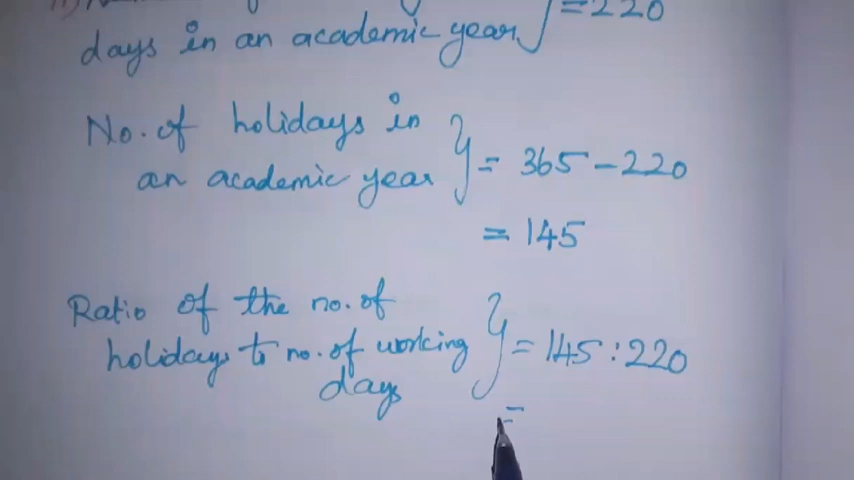 = 220
days in an academic year
No. of holidays in
an academic year } = 365 - 220
= 145
Ratio of the no. of
holidays to no. of working } = 145 : 220
days
=